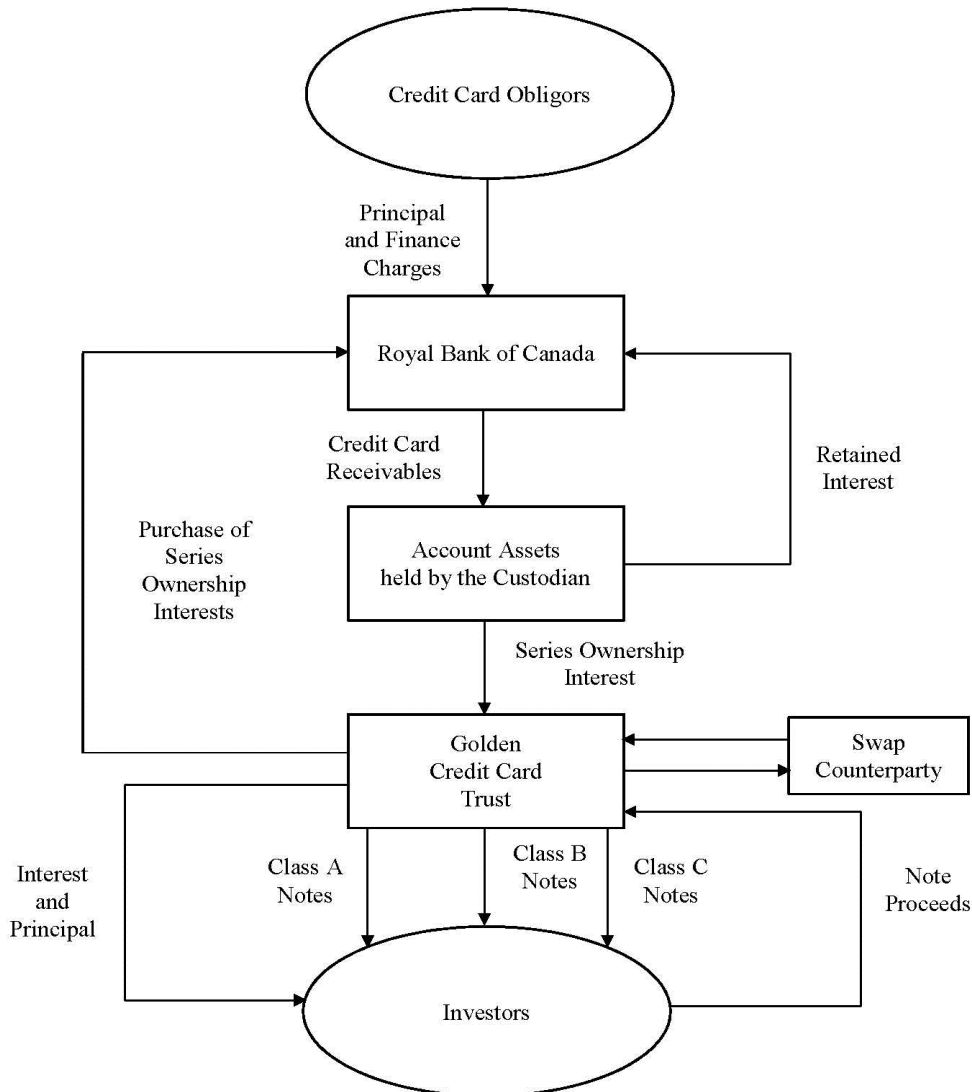 Credit Card Obligors
Principal
and Finance
Charges
Royal Bank of Canada
Credit Card
Receivables
Retained
Interest
Purchase of
Series
Ownership
Interests
Account Assets
held by the Custodian
Series Ownership
Interest
Golden
Credit Card
Trust
Swap
Counterparty
Interest
and
Principal
Class A
Notes
Class B
Notes
Class C
Notes
Note
Proceeds
Investors